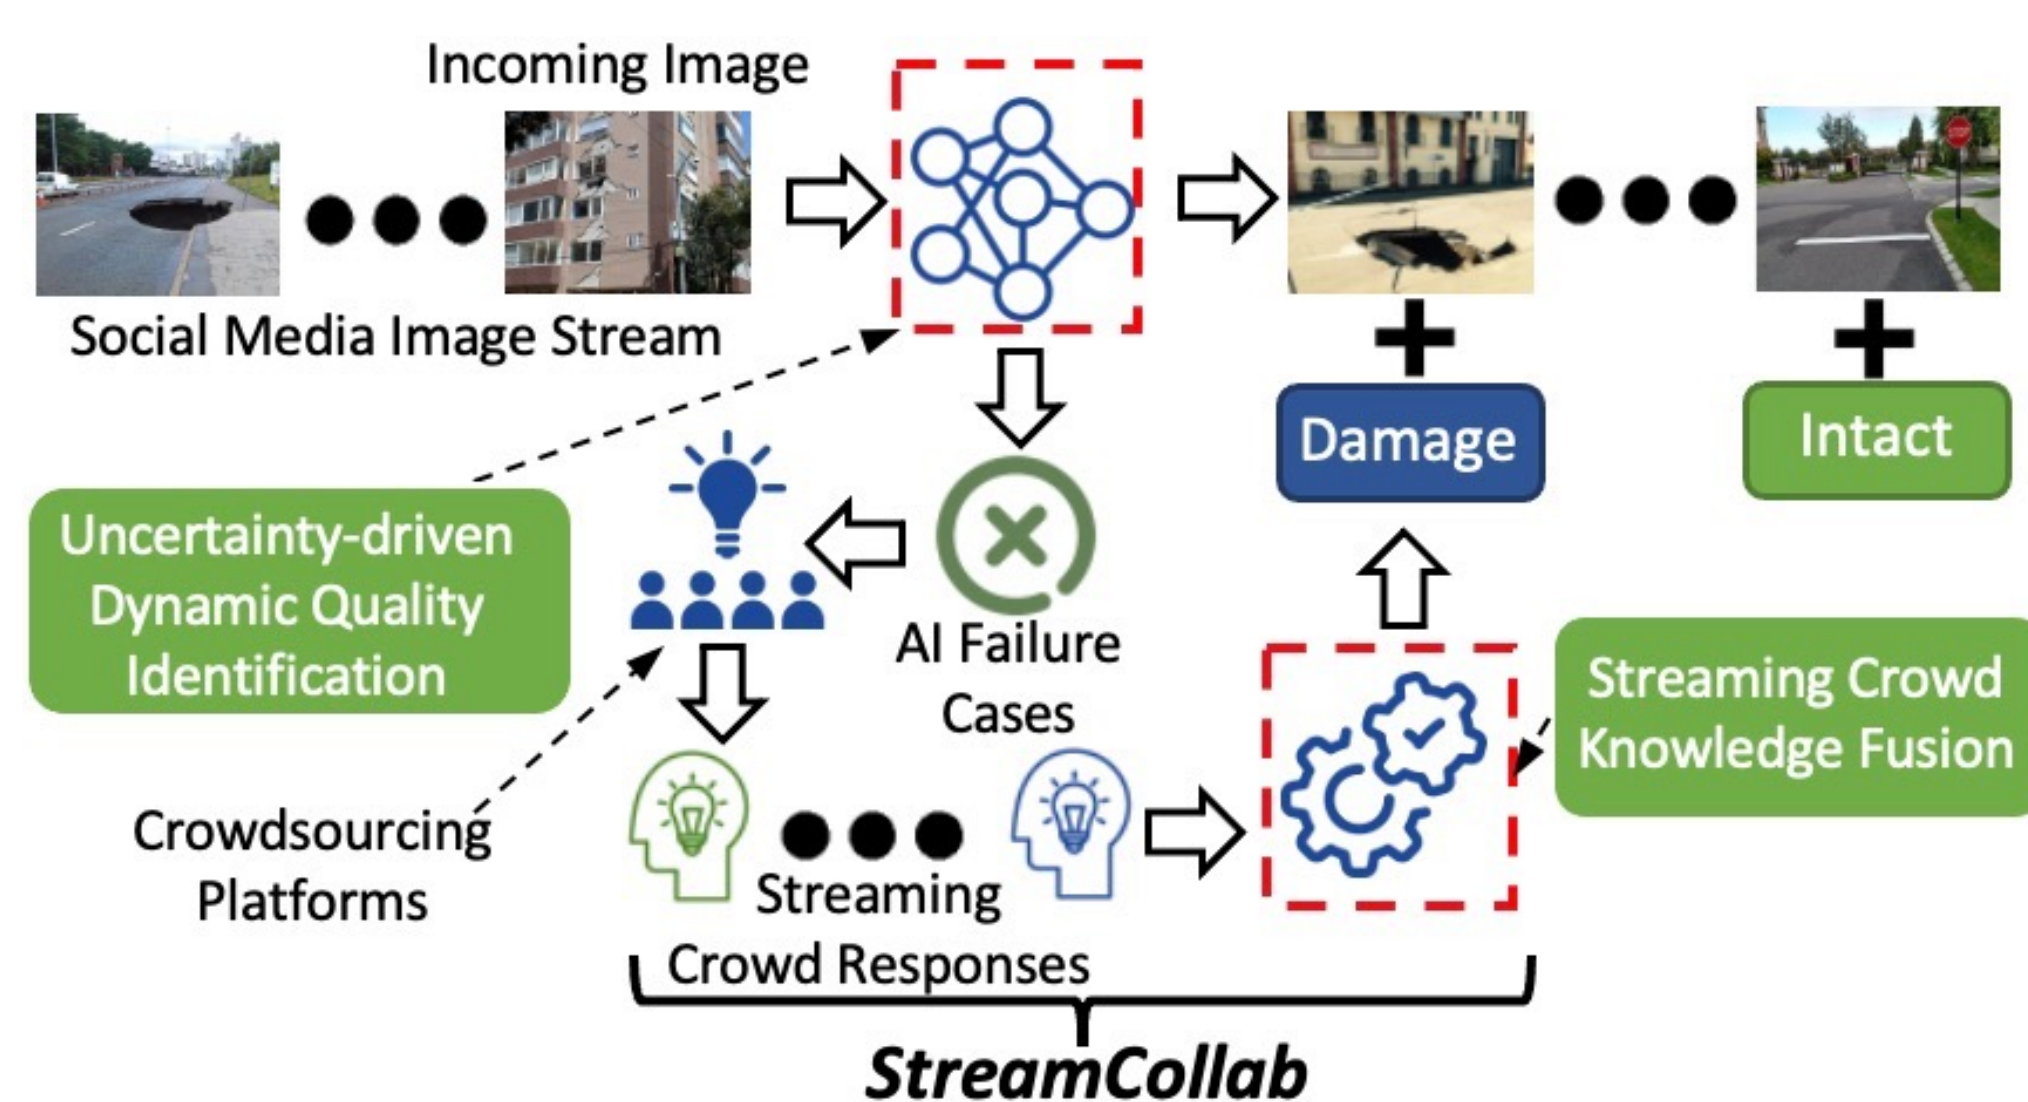 Incoming Image
STOP
Social Media Image Stream
Damage
Intact
Uncertainty-driven
Dynamic Quality
Identification
AI Failure
Cases
Streaming Crowd
Knowledge Fusion
Crowdsourcing
Platforms
Streaming
Crowd Responses
StreamCollab